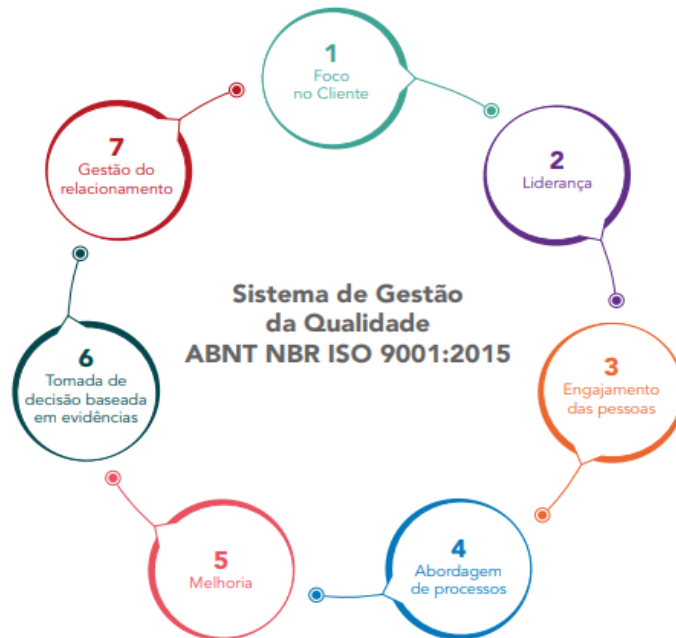 1
Foco
no Cliente
2
Liderança
3
Engajamento
das pessoas
4
Abordagem
de processos
5
Melhoria
6
Tomada de
decisão baseada
em evidências
7
Gestão do
relacionamento
Sistema de Gestão
da Qualidade
ABNT NBR ISO 9001:2015